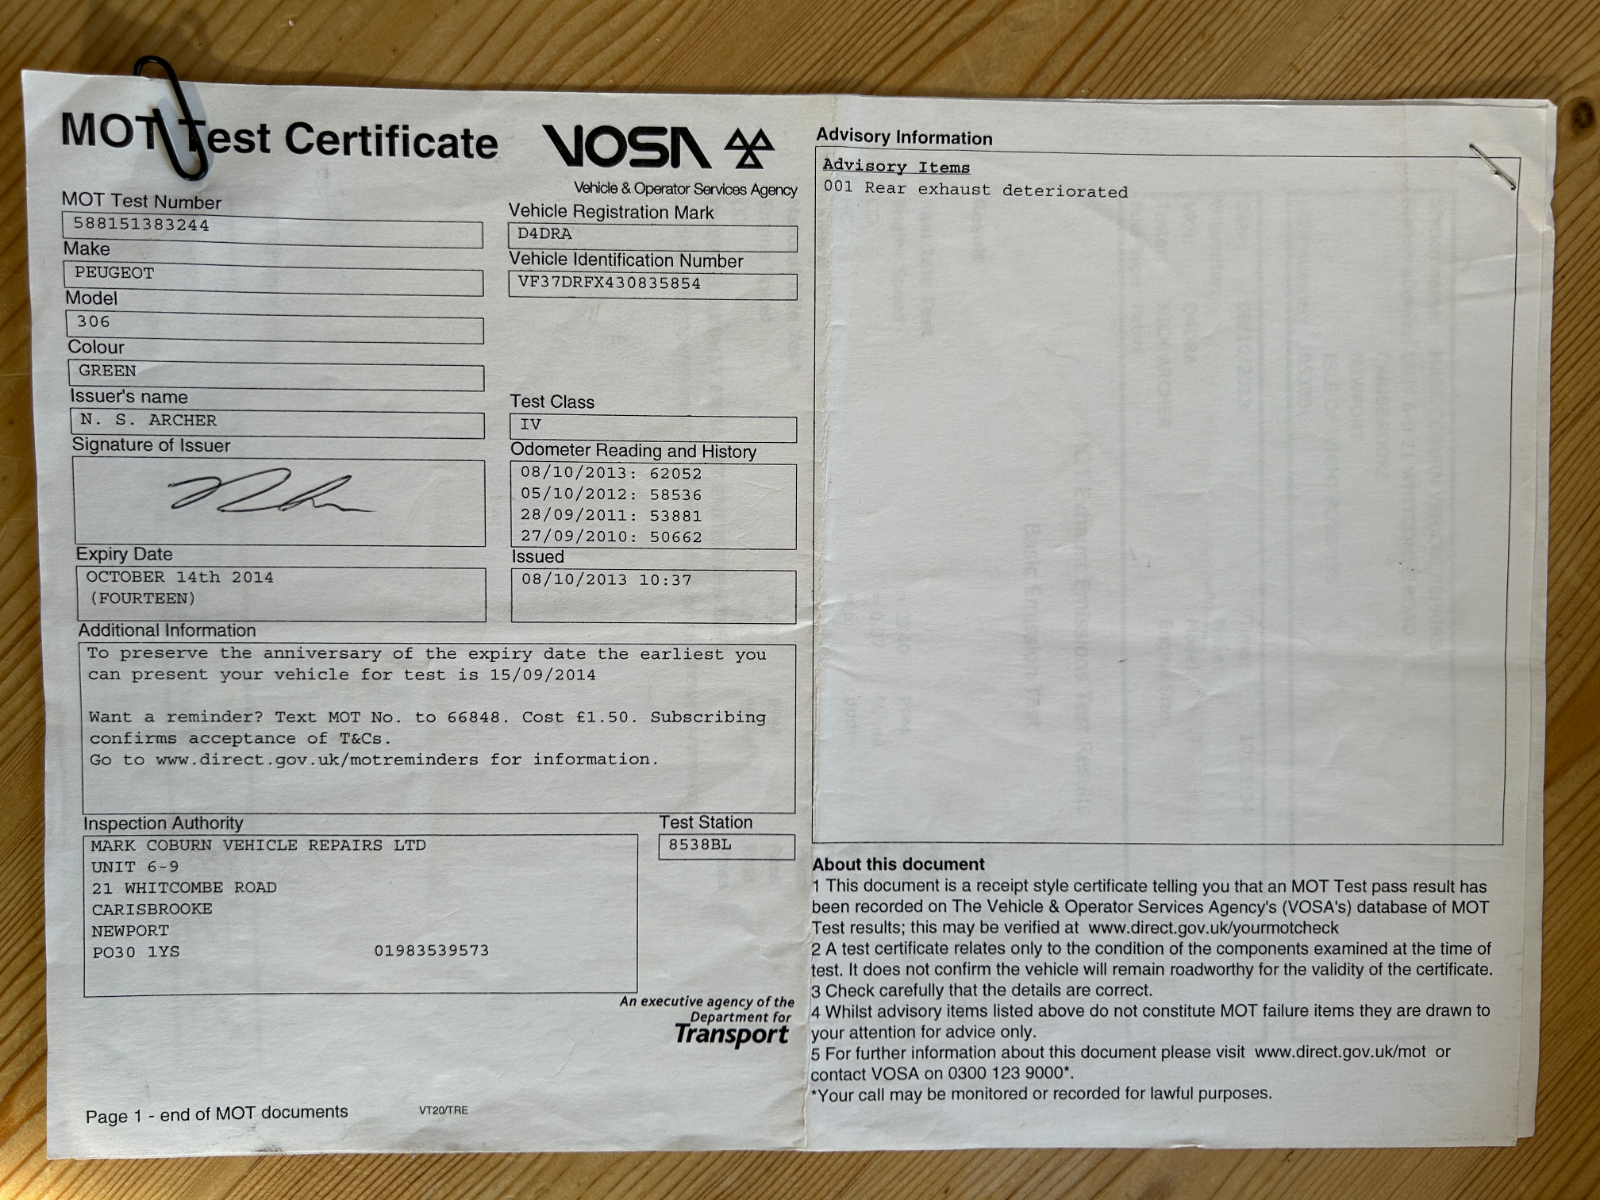 MOT Test Certificate
VOSA
Vehicle & Operator Services Agency
MOT Test Number
588151383244
Make
PEUGEOT
Model
306
Colour
GREEN
Issuer's name
N. S. ARCHER
Signature of Issuer
Expiry Date
OCTOBER 14th 2014
(FOURTEEN)
Vehicle Registration Mark
D4DRA
Vehicle Identification Number
VF37DRFX430835854
Test Class
IV
Odometer Reading and History
08/10/2013: 62052
05/10/2012: 58536
28/09/2011: 53881
27/09/2010: 50662
Issued
08/10/2013 10:37
Additional Information
To preserve the anniversary of the expiry date the earliest you
can present your vehicle for test is 15/09/2014
Want a reminder? Text MOT No. to 66848. Cost £1.50. Subscribing
confirms acceptance of T&Cs.
Go to www.direct.gov.uk/motreminders for information.
Inspection Authority
MARK COBURN VEHICLE REPAIRS LTD
UNIT 6-9
21 WHITCOMBE ROAD
CARISBROOKE
NEWPORT
PO30 1YS 01983539573
Test Station
8538BL
An executive agency of the
Department for
Transport
Page 1 - end of MOT documents VT20/TRE
Advisory Information
Advisory Items
001 Rear exhaust deteriorated
About this document
1 This document is a receipt style certificate telling you that an MOT Test pass result has
been recorded on The Vehicle & Operator Services Agency's (VOSA's) database of MOT
Test results; this may be verified at www.direct.gov.uk/yourmotcheck
2 A test certificate relates only to the condition of the components examined at the time of
test. It does not confirm the vehicle will remain roadworthy for the validity of the certificate.
3 Check carefully that the details are correct.
4 Whilst advisory items listed above do not constitute MOT failure items they are drawn to
your attention for advice only.
5 For further information about this document please visit www.direct.gov.uk/mot or
contact VOSA on 0300 123 9000*.
*Your call may be monitored or recorded for lawful purposes.